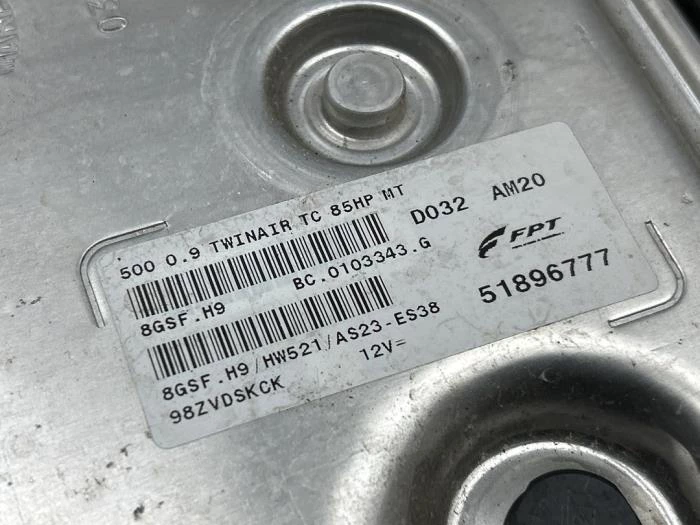 500 0.9 TWINAIR TC 85HP MT
D032 AM20
8GSF.H9 BC.0103343.G
FPT
8GSF.H9/HW521/AS23-ES38
51896777
98ZVDSKCK 12V=